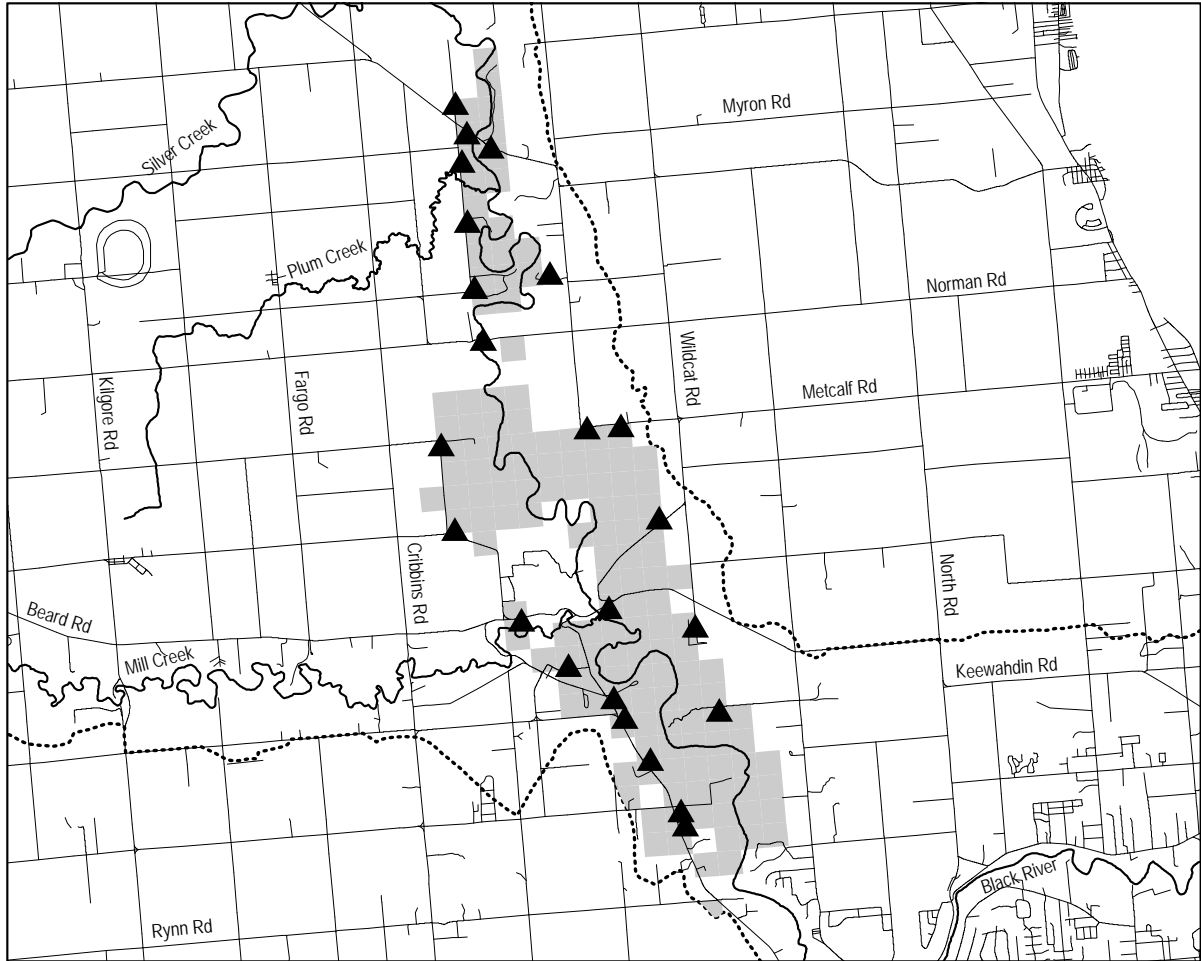 Myron Rd
Silver Creek
Plum Creek
Norman Rd
Wildcat Rd
Metcalf Rd
Kilgore Rd
Fargo Rd
Cribbins Rd
North Rd
Beard Rd
Mill Creek
Keewahdin Rd
Black River
Rynn Rd